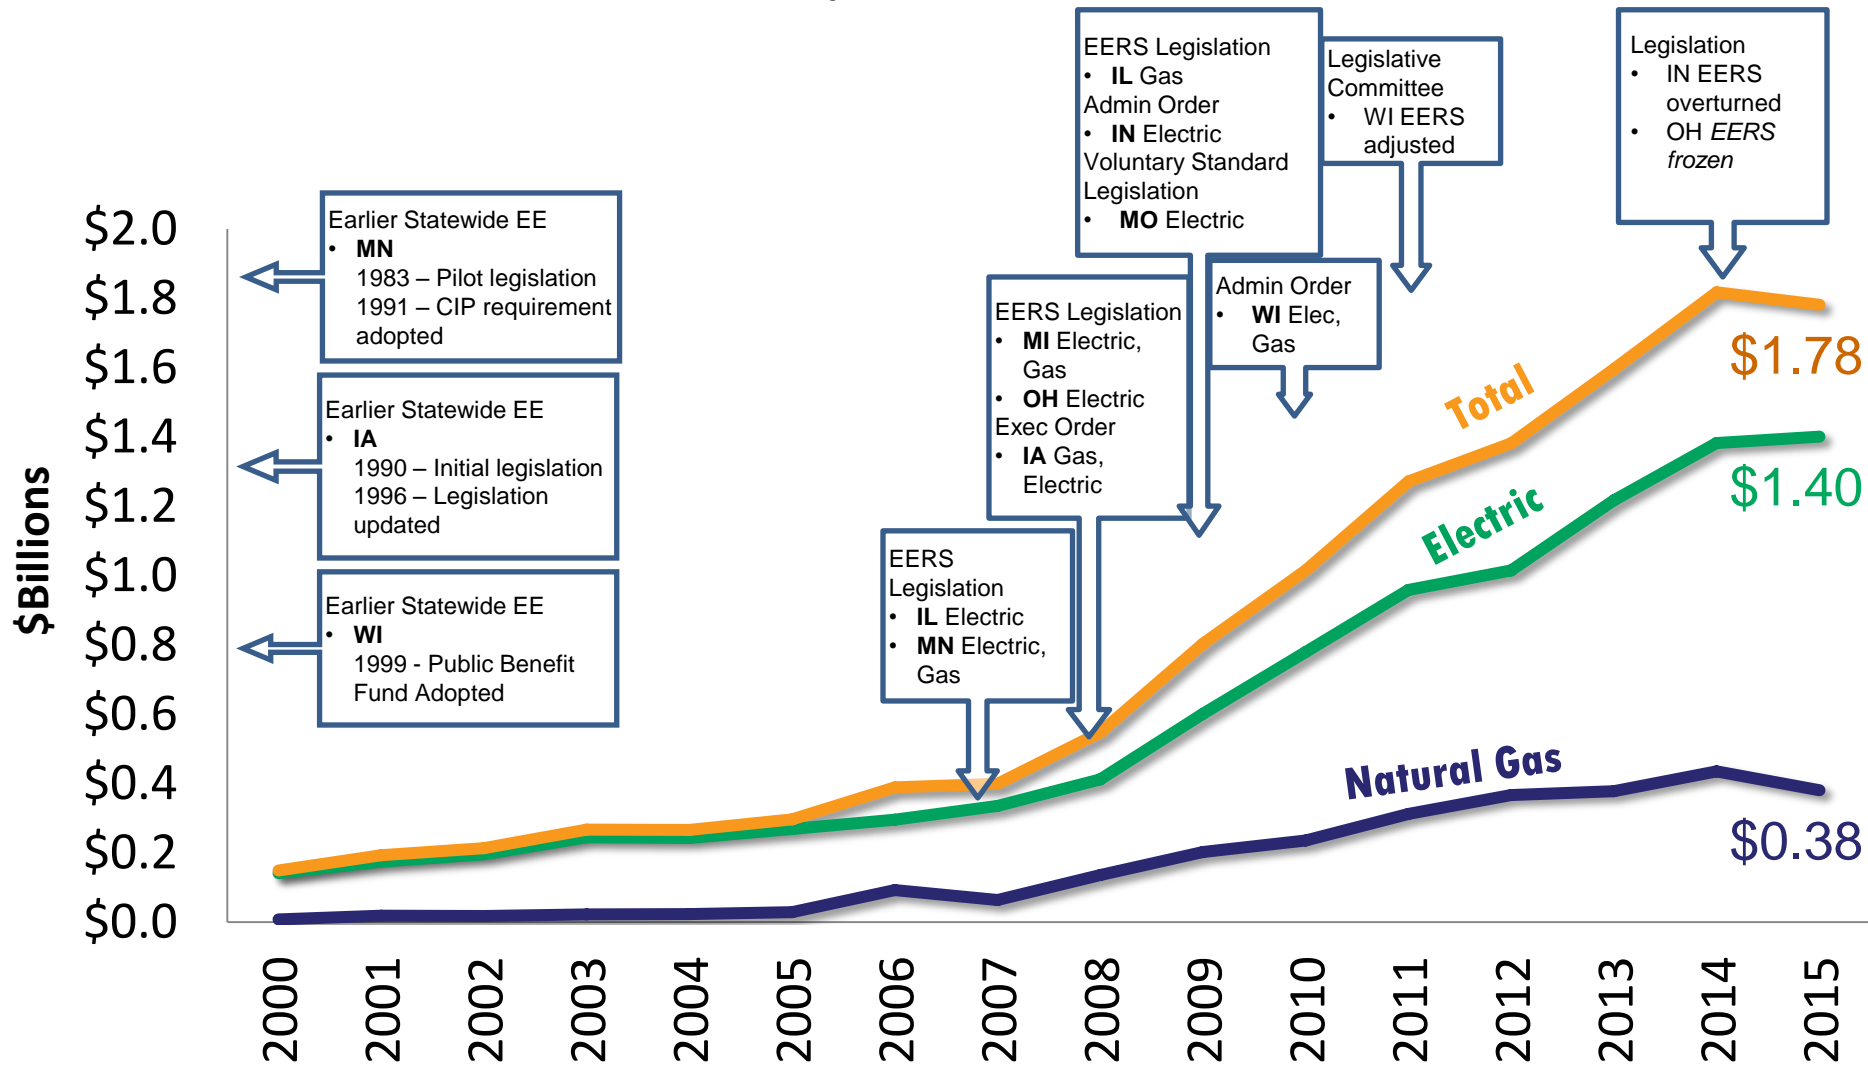 EERS Legislation
• IL Gas
Admin Order
• IN Electric
Voluntary Standard
Legislation
• MO Electric
Legislative
Committee
• WI EERS
adjusted
Legislation
• IN EERS
overturned
• OH EERS
frozen
Earlier Statewide EE
• MN
1983 – Pilot legislation
1991 – CIP requirement
adopted
Earlier Statewide EE
• IA
1990 – Initial legislation
1996 – Legislation
updated
Earlier Statewide EE
• WI
1999 - Public Benefit
Fund Adopted
EERS
Legislation
• IL Electric
• MN Electric,
Gas
EERS Legislation
• MI Electric,
Gas
• OH Electric
Exec Order
• IA Gas,
Electric
Admin Order
• WI Elec,
Gas
$Billions
$2.0
$1.8
$1.6
$1.4
$1.2
$1.0
$0.8
$0.6
$0.4
$0.2
$0.0
Total
$1.78
Electric
$1.40
Natural Gas
$0.38
2000
2001
2002
2003
2004
2005
2006
2007
2008
2009
2010
2011
2012
2013
2014
2015